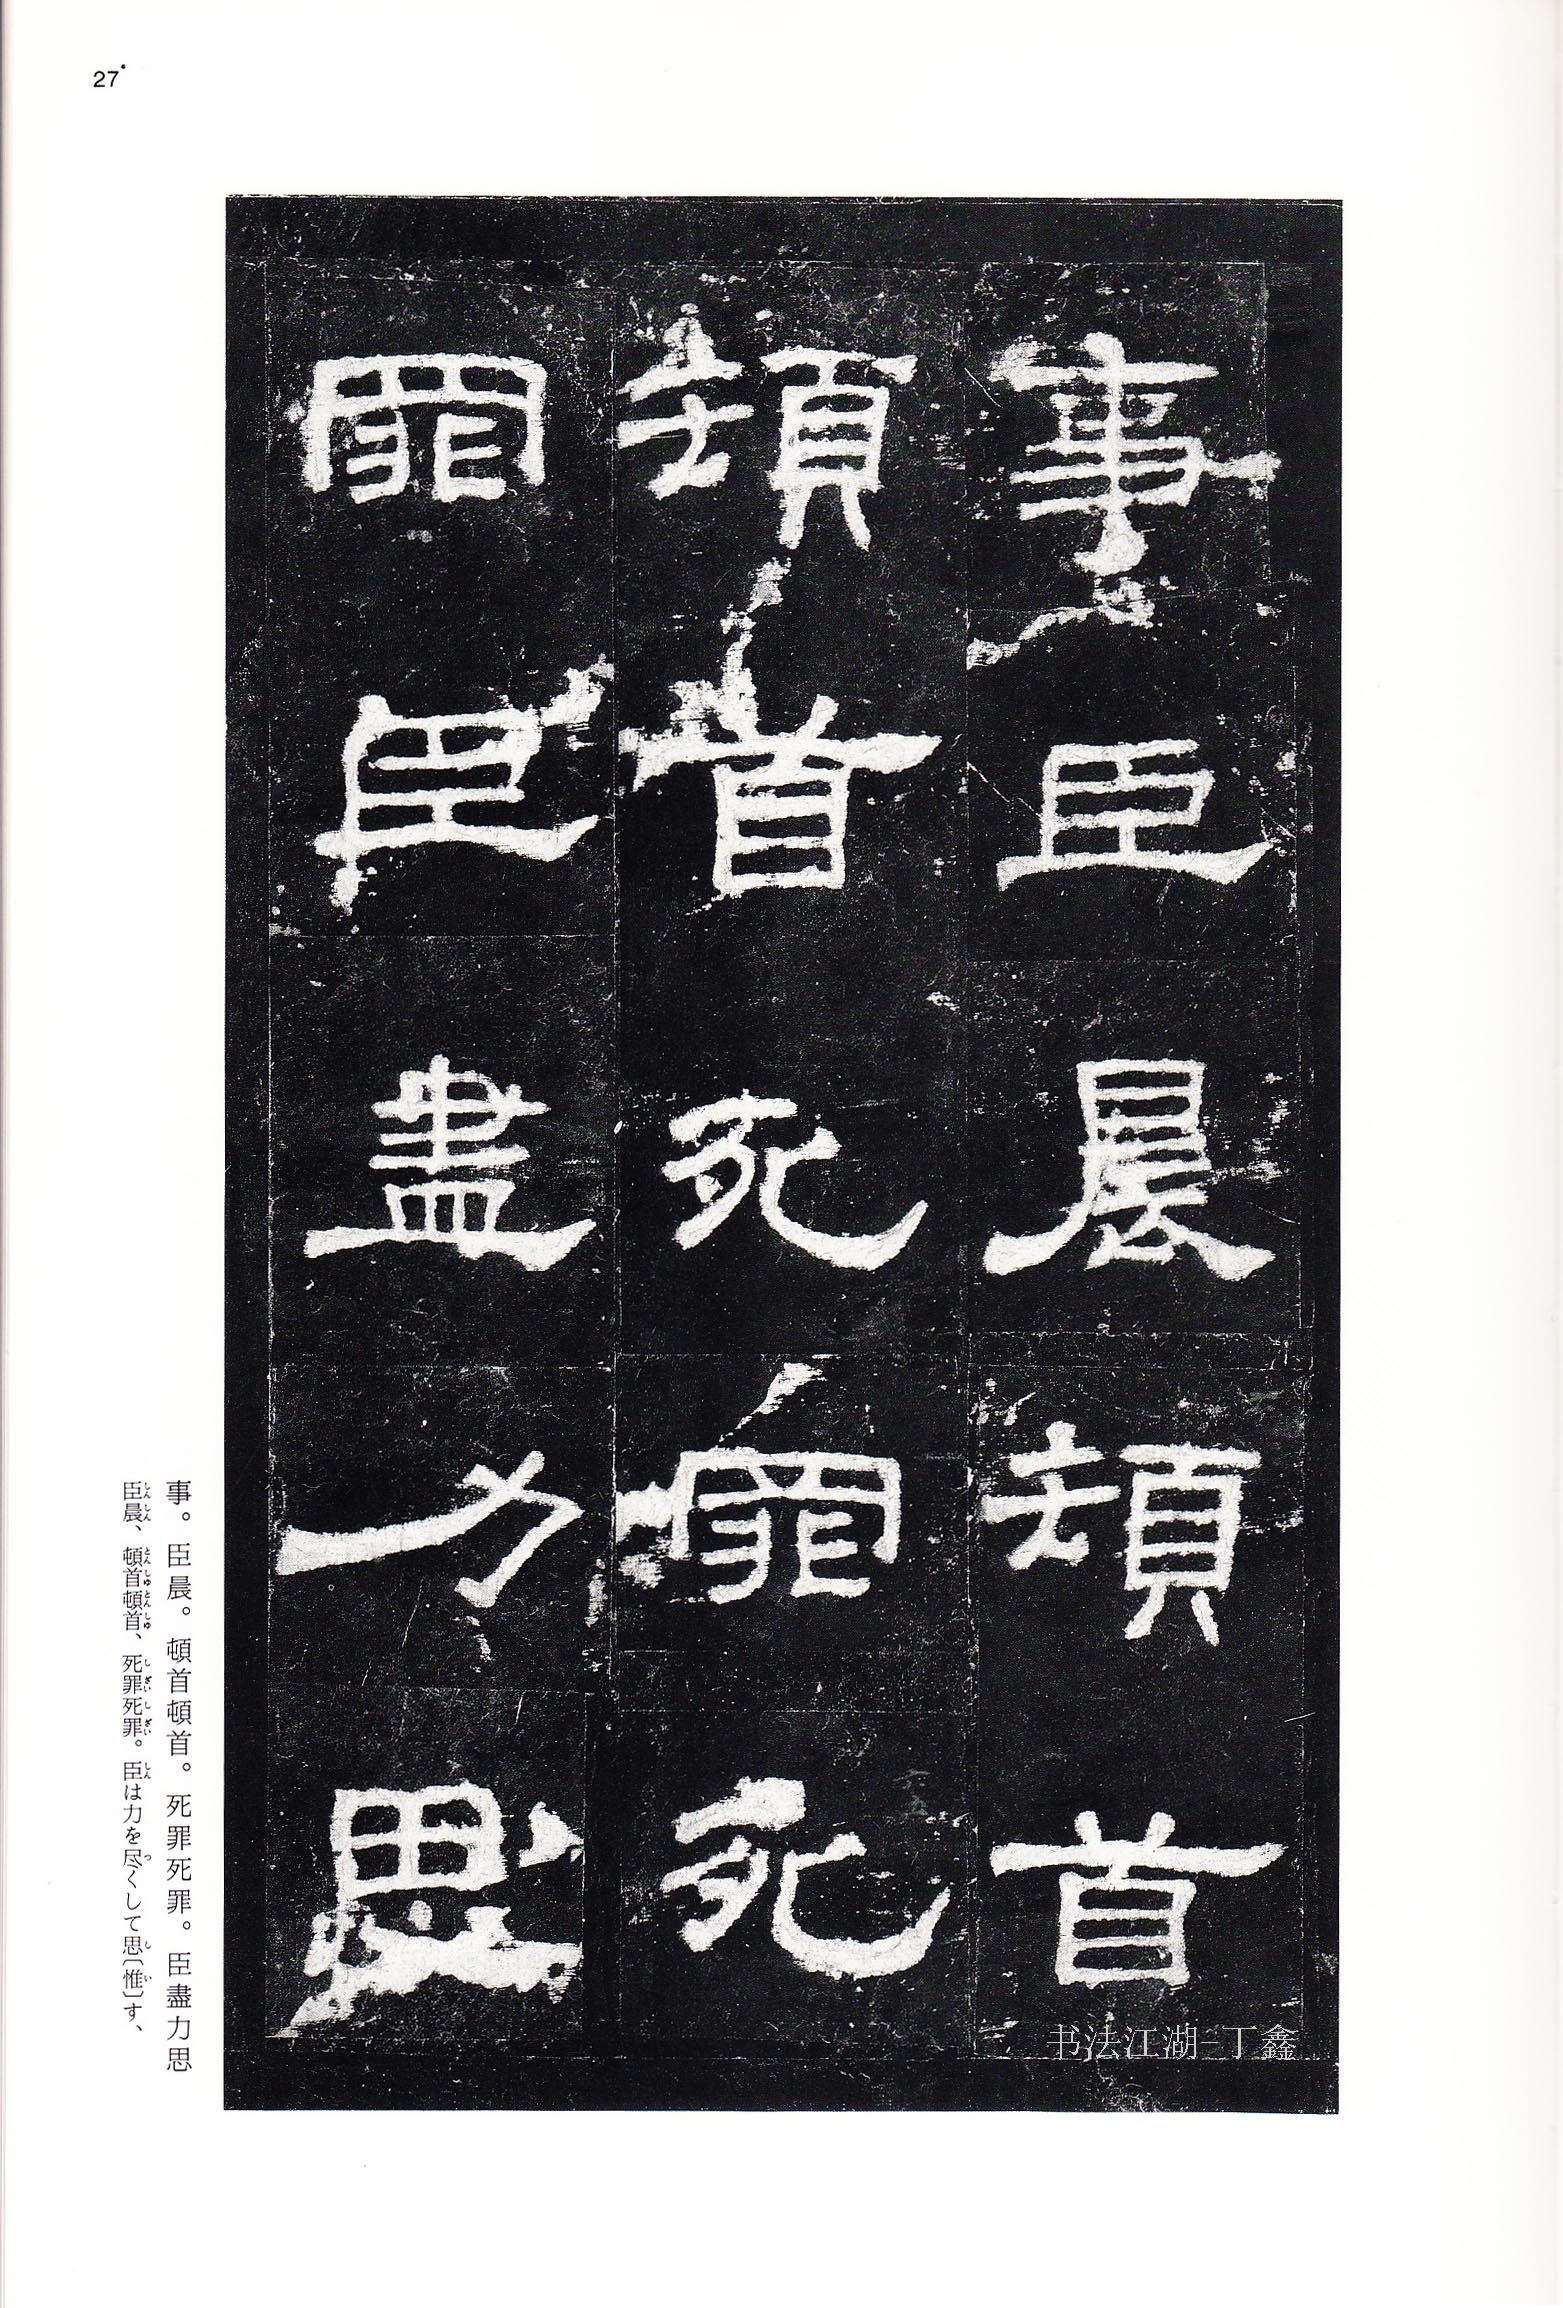 27
事臣晨頓首
頓首死罪死
罪臣盡力思
书法江湖-丁鑫
事。臣晨。頓首頓首。死罪死罪。臣盡力思
臣晨、頓首頓首、死罪死罪。臣は力を尽くして思〔惟〕す、